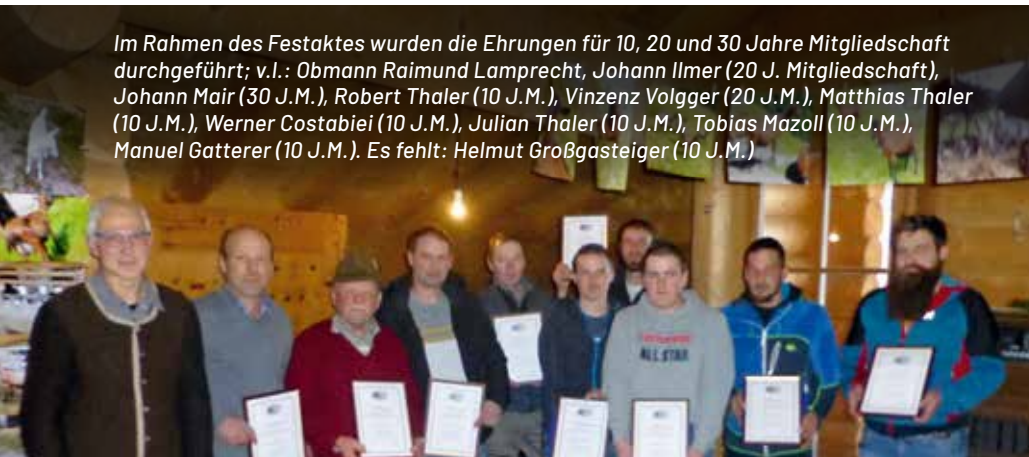 Im Rahmen des Festaktes wurden die Ehrungen für 10, 20 und 30 Jahre Mitgliedschaft
durchgeführt; v.l.: Obmann Raimund Lamprecht, Johann Ilmer (20 J. Mitgliedschaft),
Johann Mair (30 J.M.), Robert Thaler (10 J.M.), Vinzenz Volgger (20 J.M.), Matthias Thaler
(10 J.M.), Werner Costabiei (10 J.M.), Julian Thaler (10 J.M.), Tobias Mazoll (10 J.M.),
Manuel Gatterer (10 J.M.). Es fehlt: Helmut Großgasteiger (10 J.M.)
ALL STAR